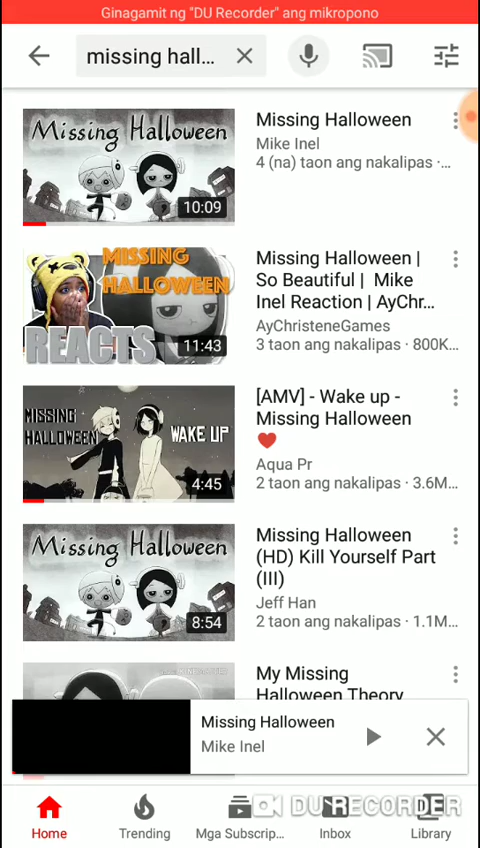 Ginagamit ng "DU Recorder" ang mikropono
missing hall...
Missing Halloween
10:09
Missing Halloween
Mike Inel
4 (na) taon ang nakalipas ·...
MISSING
HALLOWEEN
REACTS
11:43
Missing Halloween |
So Beautiful | Mike
Inel Reaction | AyChr...
AyChristeneGames
3 taon ang nakalipas · 800K...
MISSING
HALLOWEEN
WAKE UP
4:45
[AMV] - Wake up -
Missing Halloween
❤
Aqua Pr
2 taon ang nakalipas · 3.6M...
Missing Halloween
8:54
Missing Halloween
(HD) Kill Yourself Part
(III)
Jeff Han
2 taon ang nakalipas · 1.1M...
My Missing
Halloween Theory
Missing Halloween
Mike Inel
Home
Trending
Mga Subscrip...
Inbox
Library
DU RECORDER